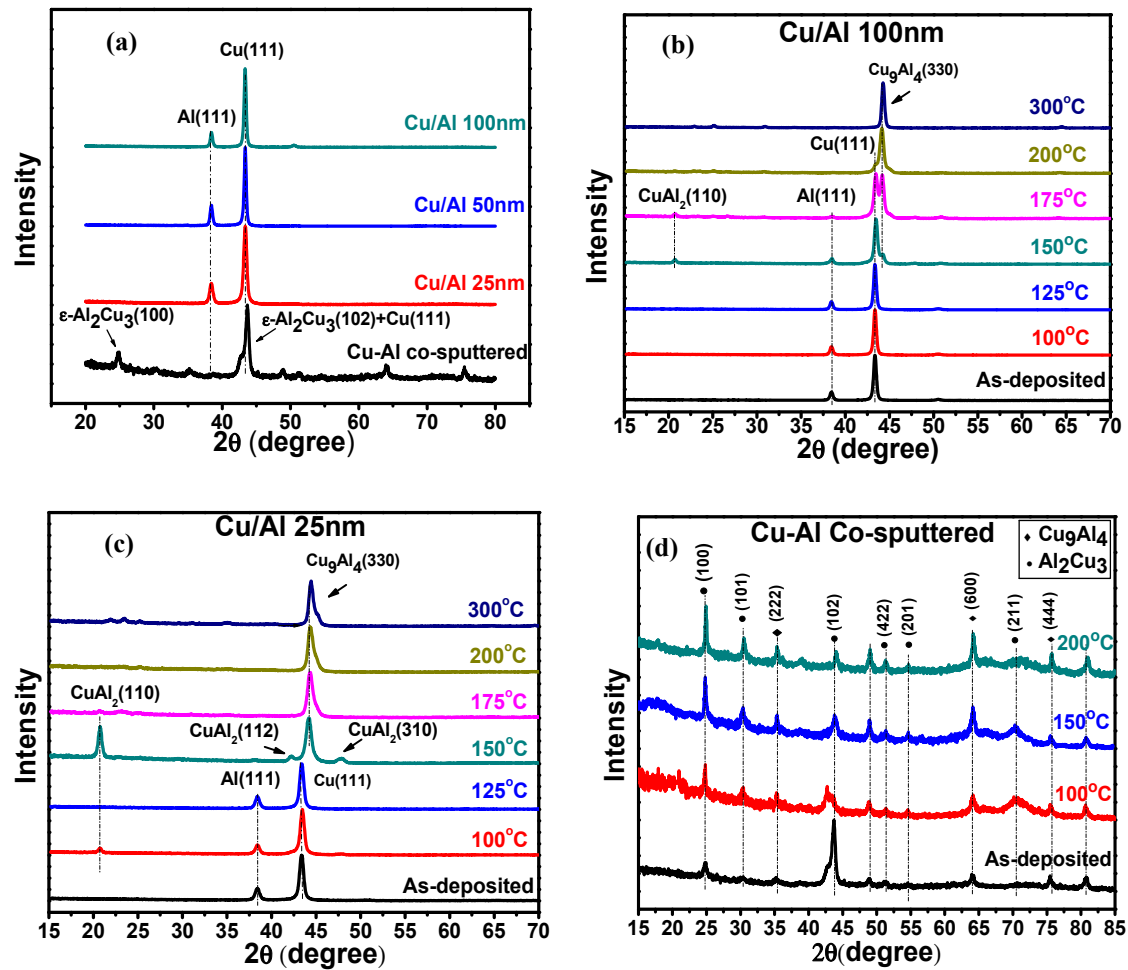 (a)
Cu(111)
Al(111)
Cu/Al 100nm
Cu/Al 50nm
Cu/Al 25nm
ε-Al₂Cu₃(100)
ε-Al₂Cu₃(102)+Cu(111)
Cu-Al co-sputtered
Intensity
20 30 40 50 60 70 80
2θ (degree)
(b)
Cu/Al 100nm
Cu₉Al₄(330)
300°C
Cu(111)
200°C
CuAl₂(110)
Al(111)
175°C
150°C
125°C
100°C
As-deposited
Intensity
15 20 25 30 35 40 45 50 55 60 65 70
2θ (degree)
(c)
Cu/Al 25nm
Cu₉Al₄(330)
300°C
200°C
CuAl₂(110)
175°C
CuAl₂(112)
CuAl₂(310)
150°C
Al(111)
Cu(111)
125°C
100°C
As-deposited
Intensity
15 20 25 30 35 40 45 50 55 60 65 70
2θ (degree)
(d)
Cu-Al Co-sputtered
Cu₉Al₄
Al₂Cu₃
(100)
(101)
(222)
(102)
(422)
(201)
(600)
(211)
(444)
200°C
150°C
100°C
As-deposited
Intensity
15 20 25 30 35 40 45 50 55 60 65 70 75 80 85
2θ(degree)